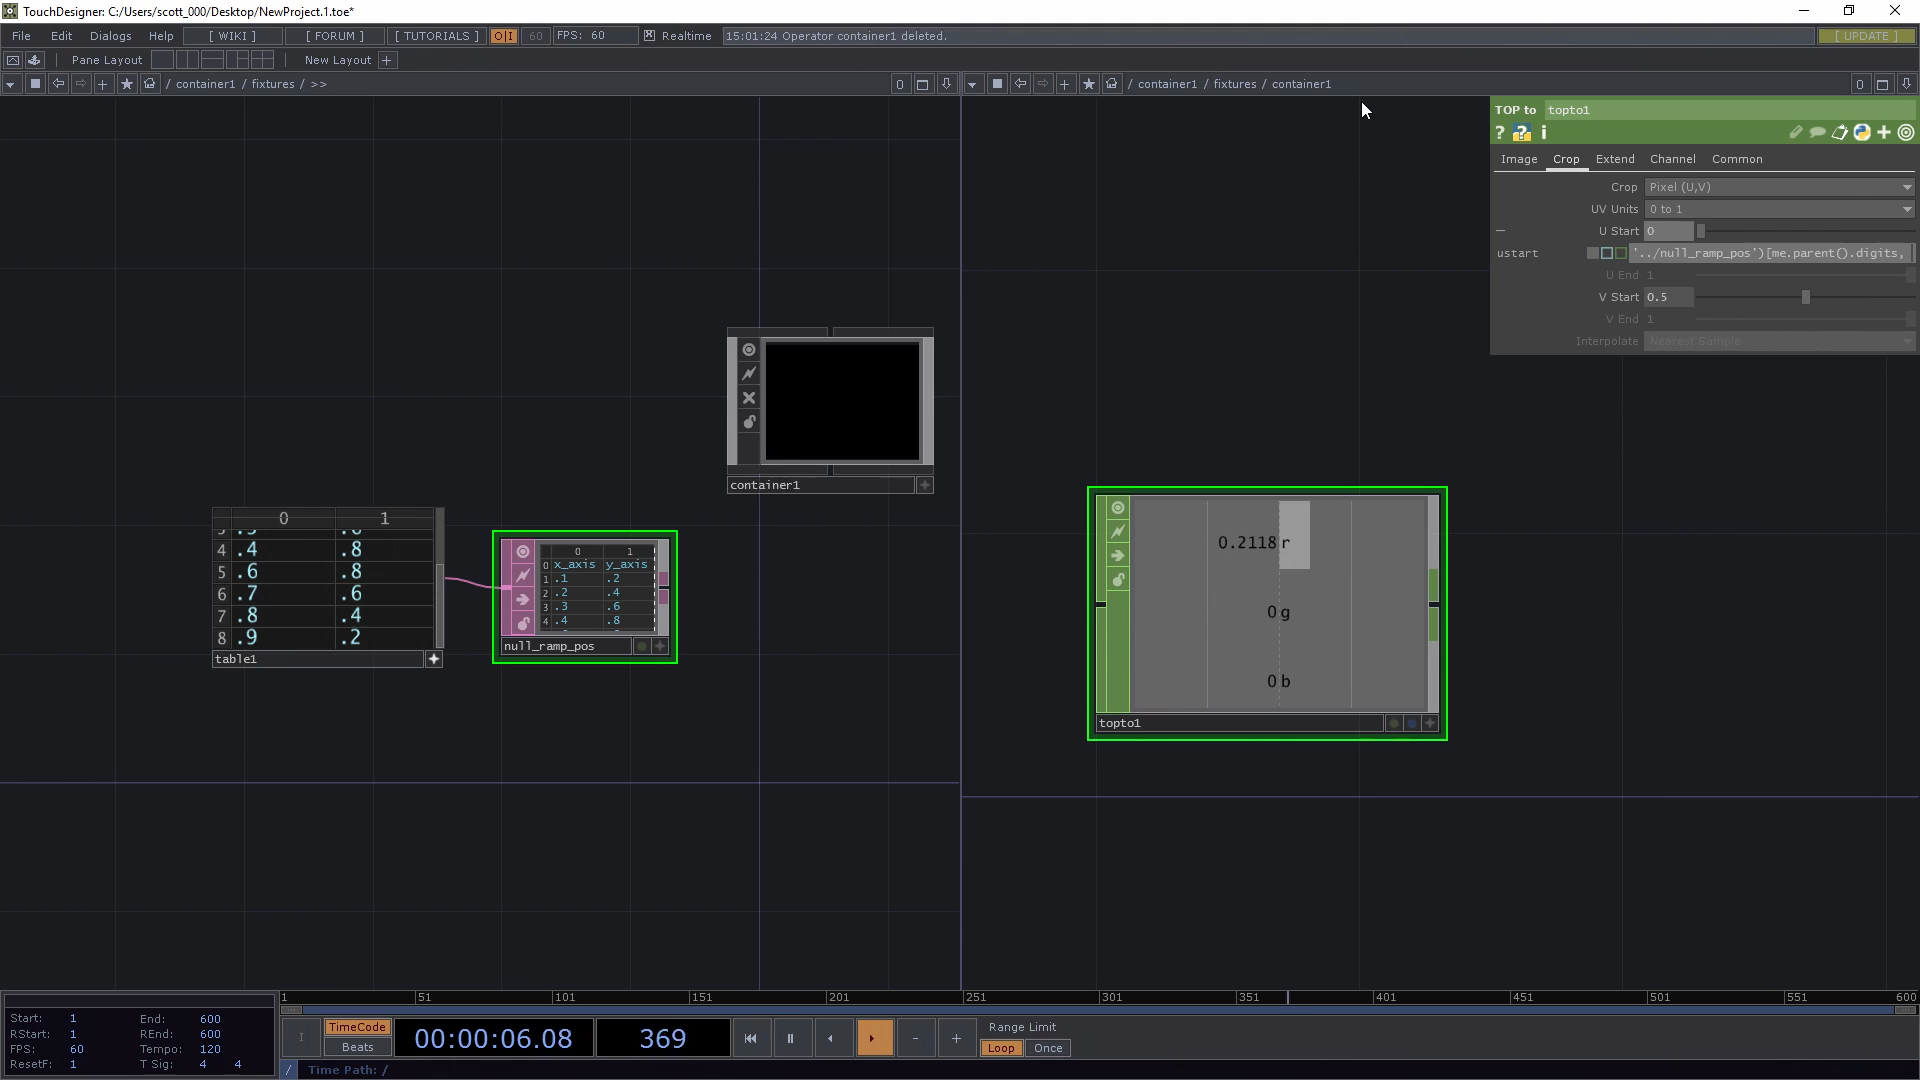 TouchDesigner: C:/Users/scott_000/Desktop/NewProject.1.toe*
File Edit Dialogs Help [ WIKI ] [ FORUM ] [ TUTORIALS ] O|I 60 FPS: 60 Realtime 15:01:24 Operator container1 deleted. [ UPDATE ]
Pane Layout New Layout +
/ container1 / fixtures / >> 0
/ container1 / fixtures / container1 0
TOP to topto1
? ? i
Image Crop Extend Channel Common
Crop Pixel (U,V)
UV Units 0 to 1
U Start 0
ustart '../null_ramp_pos')[me.parent().digits,
U End 1
V Start 0.5
V End 1
Interpolate Nearest Sample
container1
0 1
4 .4 .8
5 .6 .8
6 .7 .6
7 .8 .4
8 .9 .2
table1
0 1
0 x_axis y_axis
1 .1 .2
2 .2 .4
3 .3 .6
4 .4 .8
null_ramp_pos
0.2118 r
0 g
0 b
topto1
1 51 101 151 201 251 301 351 401 451 501 551 600
Start: 1 End: 600
RStart: 1 REnd: 600
FPS: 60 Tempo: 120
ResetF: 1 T Sig: 4 4
I
TimeCode
Beats
00:00:06.08
369
- +
Range Limit
Loop Once
/ Time Path: /